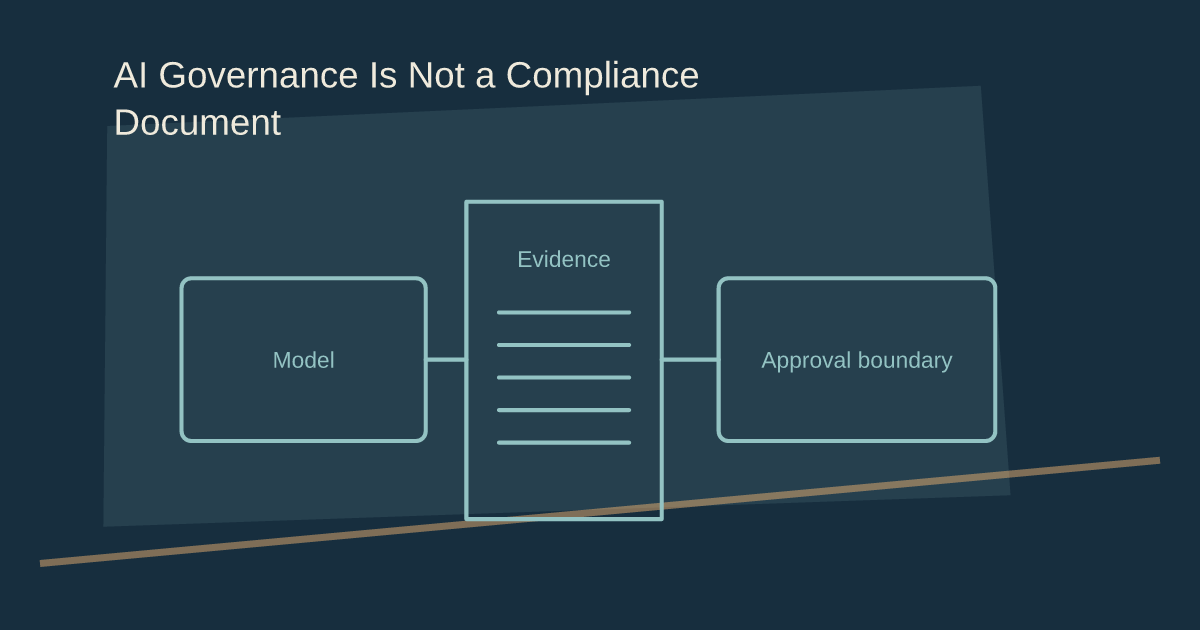 AI Governance Is Not a Compliance
Document
Evidence
Model
Approval boundary